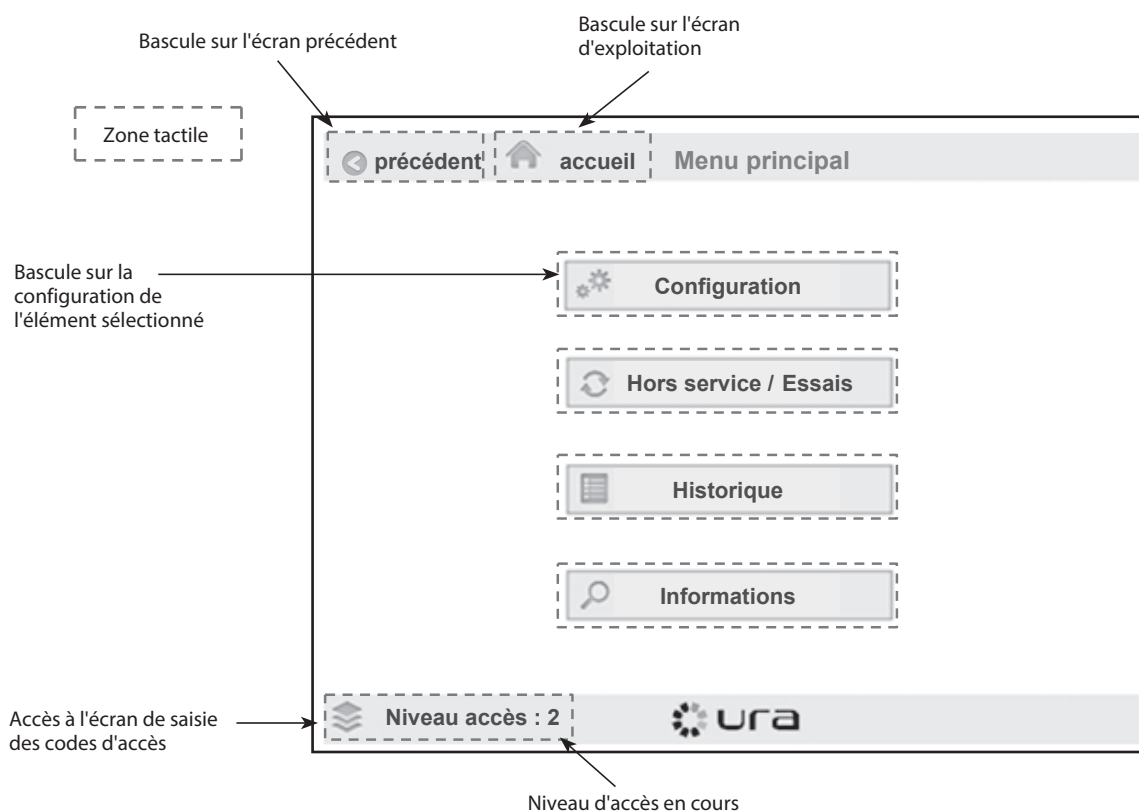 Bascule sur l'écran précédent
Bascule sur l'écran
d'exploitation
Zone tactile
précédent
accueil
Menu principal
Bascule sur la
configuration de
l'élément sélectionné
Configuration
Hors service / Essais
Historique
Informations
Accès à l'écran de saisie
des codes d'accès
Niveau accès : 2
ura
Niveau d'accès en cours